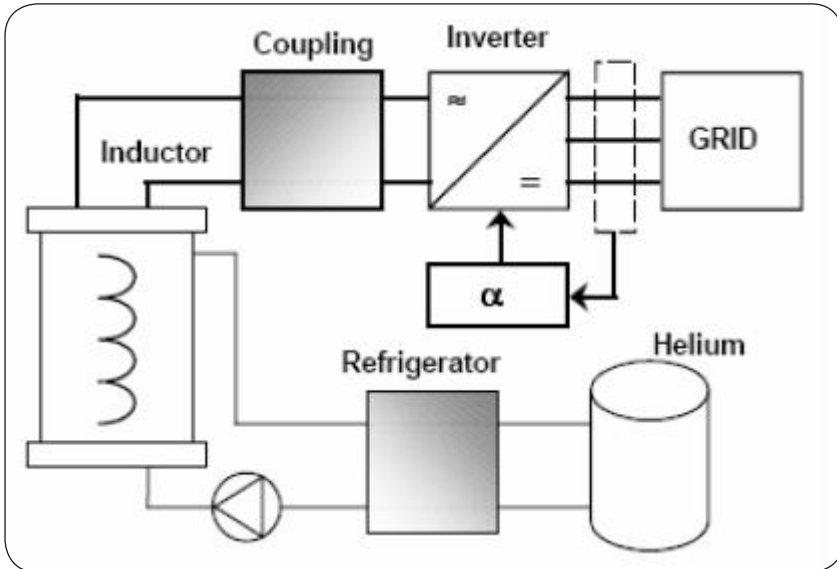 Coupling
Inverter
Inductor
≈
=
GRID
α
Refrigerator
Helium